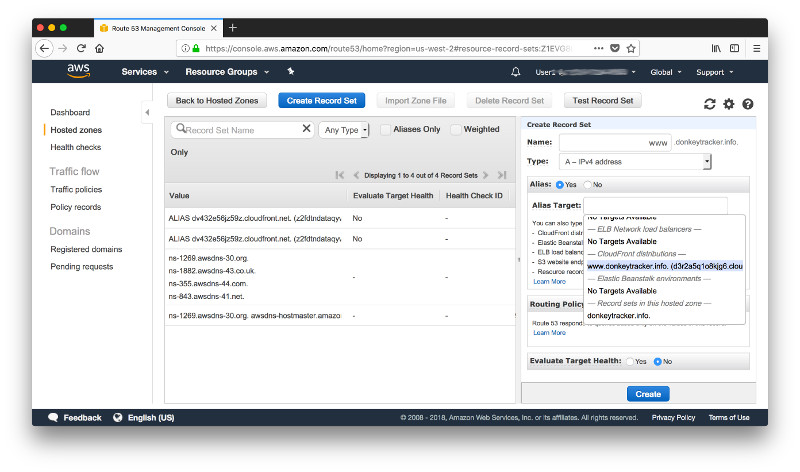 Route 53 Management Console
https://console.aws.amazon.com/route53/home?region=us-west-2#resource-record-sets:Z1EVG
aws
Services
Resource Groups
Global
Support
Dashboard
Hosted zones
Health checks
Traffic flow
Traffic policies
Policy records
Domains
Registered domains
Pending requests
Back to Hosted Zones
Create Record Set
Import Zone File
Delete Record Set
Test Record Set
Record Set Name
Any Type
Aliases Only
Weighted
Only
Displaying 1 to 4 out of 4 Record Sets
Value
Evaluate Target Health
Health Check ID
ALIAS dv432e56jz59z.cloudfront.net. (z2fdtndataqyw
No
-
ALIAS dv432e56jz59z.cloudfront.net. (z2fdtndataqyw
No
-
ns-1269.awsdns-30.org.
ns-1882.awsdns-43.co.uk.
ns-355.awsdns-44.com.
ns-843.awsdns-41.net.
-
-
ns-1269.awsdns-30.org. awsdns-hostmaster.amazo
-
-
Create Record Set
Name:
www
.donkeytracker.info.
Type:
A – IPv4 address
Alias:
Yes
No
Alias Target:
You can also type
- CloudFront dist
- Elastic Beanstalk
- ELB load balanc
- S3 website endp
- Resource record
Learn More
No Targets Available
— ELB Network load balancers —
No Targets Available
— CloudFront distributions —
www.donkeytracker.info. (d3r2a5q1o8kjg6.clou
— Elastic Beanstalk environments —
No Targets Available
— Record sets in this hosted zone —
donkeytracker.info.
Routing Policy
Route 53 responds
Learn More
Evaluate Target Health:
Yes
No
Create
Feedback
English (US)
© 2008 - 2018, Amazon Web Services, Inc. or its affiliates. All rights reserved.
Privacy Policy
Terms of Use